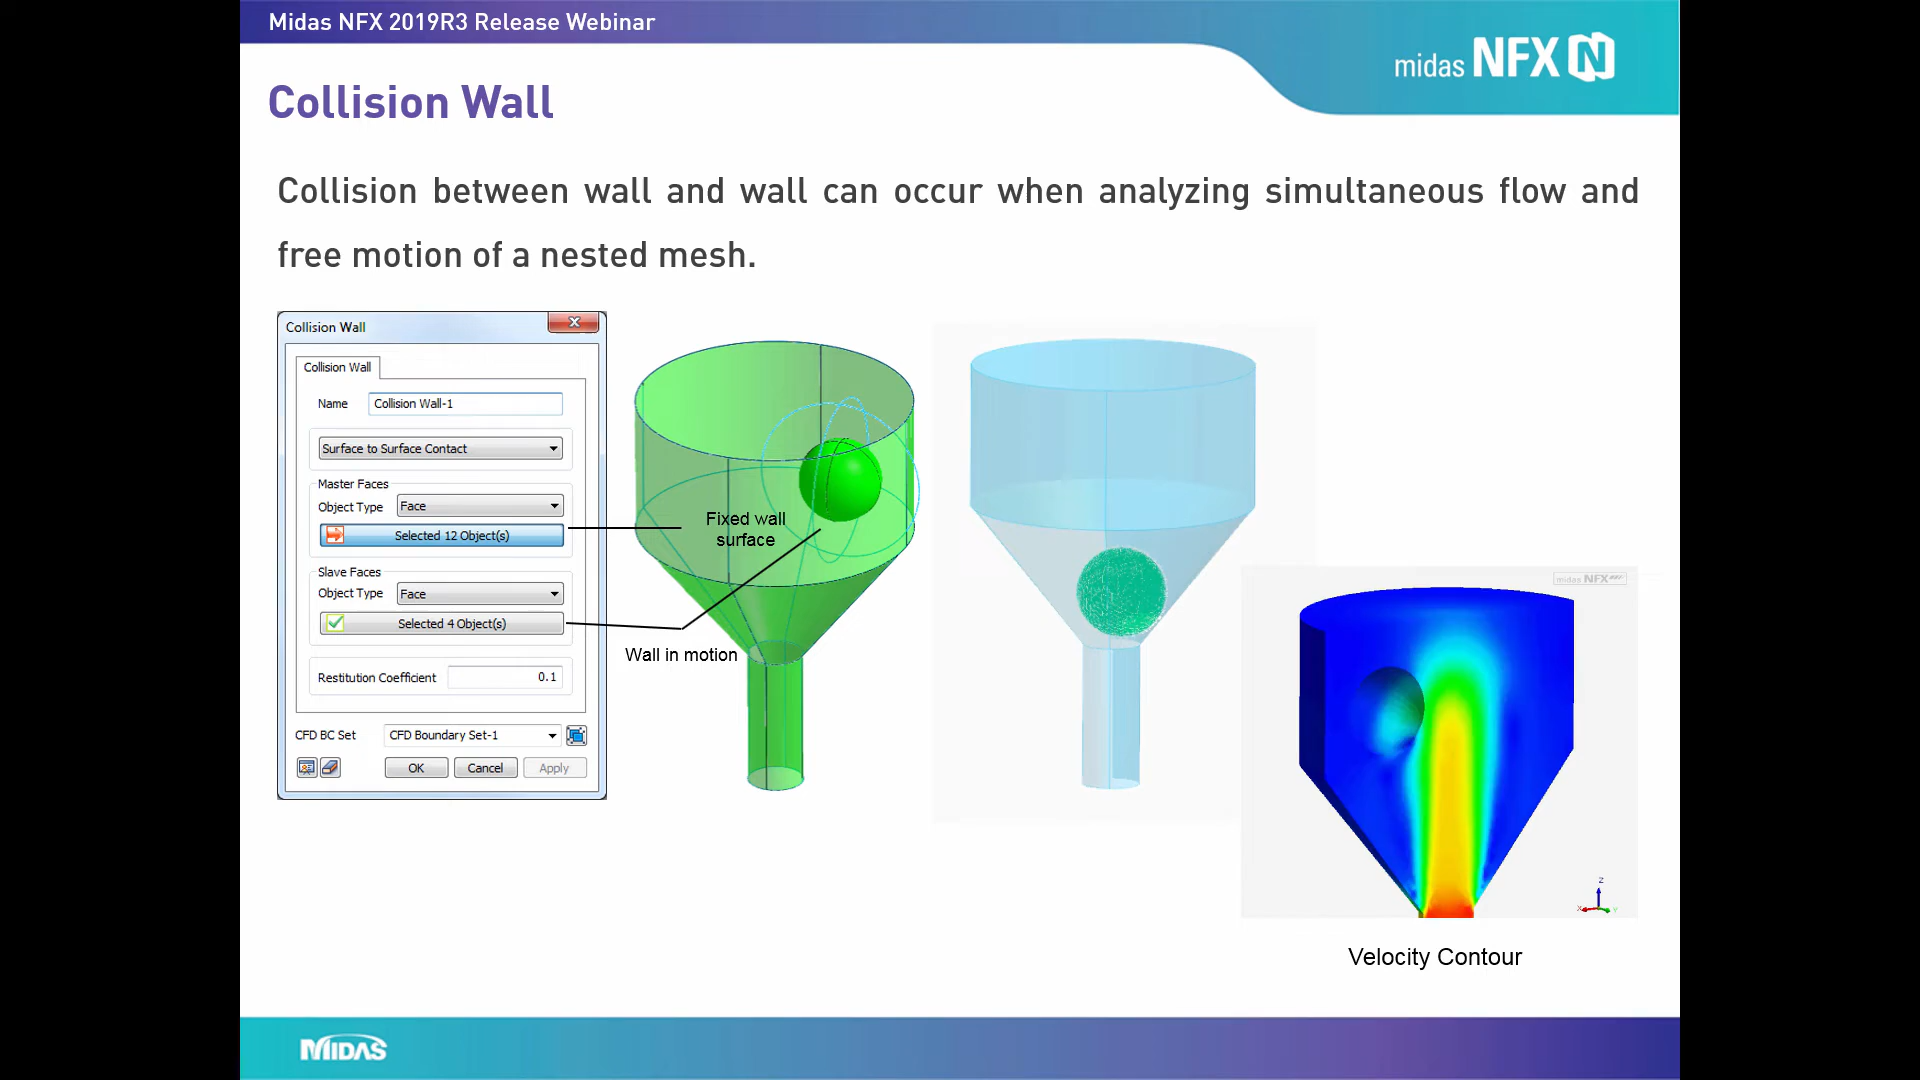 Midas NFX 2019R3 Release Webinar
midas NFX
Collision Wall
Collision between wall and wall can occur when analyzing simultaneous flow and
free motion of a nested mesh.
Collision Wall
Collision Wall
Name
Collision Wall-1
Surface to Surface Contact
Master Faces
Object Type
Face
Selected 12 Object(s)
Slave Faces
Object Type
Face
Selected 4 Object(s)
Restitution Coefficient
0.1
CFD BC Set
CFD Boundary Set-1
OK
Cancel
Apply
Fixed wall
surface
Wall in motion
midas NFX
Z
X
Y
Velocity Contour
MIDAS